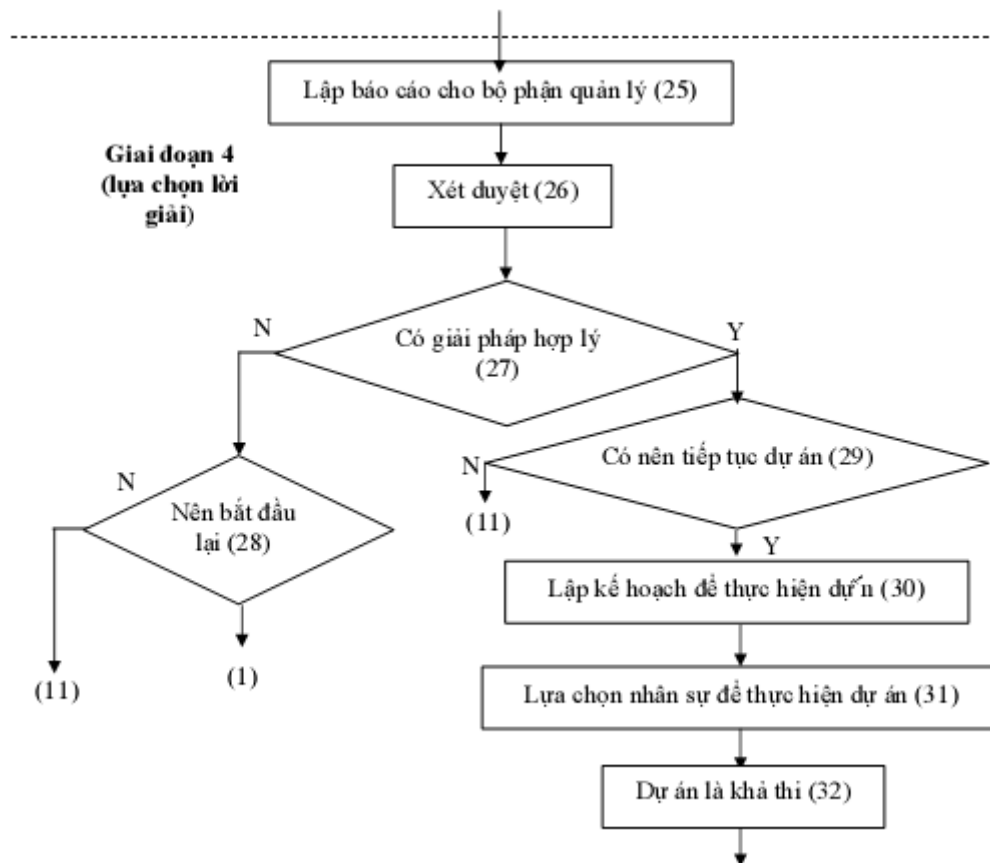 Lập báo cáo cho bộ phận quản lý (25)
Giai đoạn 4
(lựa chọn lời
giải)
Xét duyệt (26)
N
Y
Có giải pháp hợp lý
(27)
N
Nên bắt đầu
lại (28)
(11)
(1)
N
Có nên tiếp tục dự án (29)
(11)
Y
Lập kế hoạch để thực hiện dự´n (30)
Lựa chọn nhân sự để thực hiện dự án (31)
Dự án là khả thi (32)